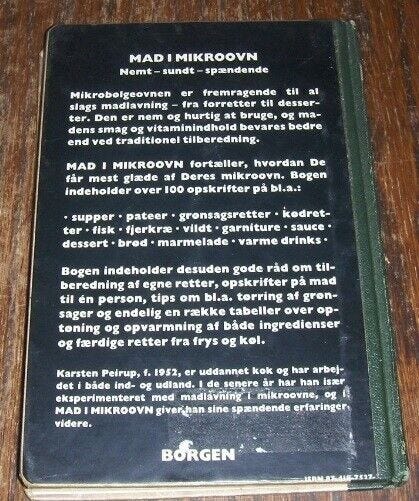 MAD I MIKROOVN
Nemt – sundt – spændende
Mikrobølgeovnen er fremragende til al
slags madlavning – fra forretter til desser-
ter. Den er nem og hurtig at bruge, og ma-
dens smag og vitaminindhold bevares bedre
end ved traditionel tilberedning.
MAD I MIKROOVN fortæller, hvordan De
får mest glæde af Deres mikroovn. Bogen
indeholder over 100 opskrifter på bl.a.:
· supper · pateer · grønsagsretter · kødret-
ter · fisk · fjerkræ · vildt · garniture · sauce ·
dessert · brød · marmelade · varme drinks ·
Bogen indeholder desuden gode råd om til-
beredning af egne retter, opskrifter på mad
til én person, tips om bl.a. tørring af grøn-
sager og endelig en række tabeller over op-
tøning og opvarmning af både ingredienser
og færdige retter fra frys og køl.
Karsten Peirup, f. 1952, er uddannet kok og har arbej-
det i både ind- og udland. I de senere år har han især
eksperimenteret med madlavning i mikroovne, og i
MAD I MIKROOVN giver han sine spændende erfaringer
videre.
BORGEN
ISBN